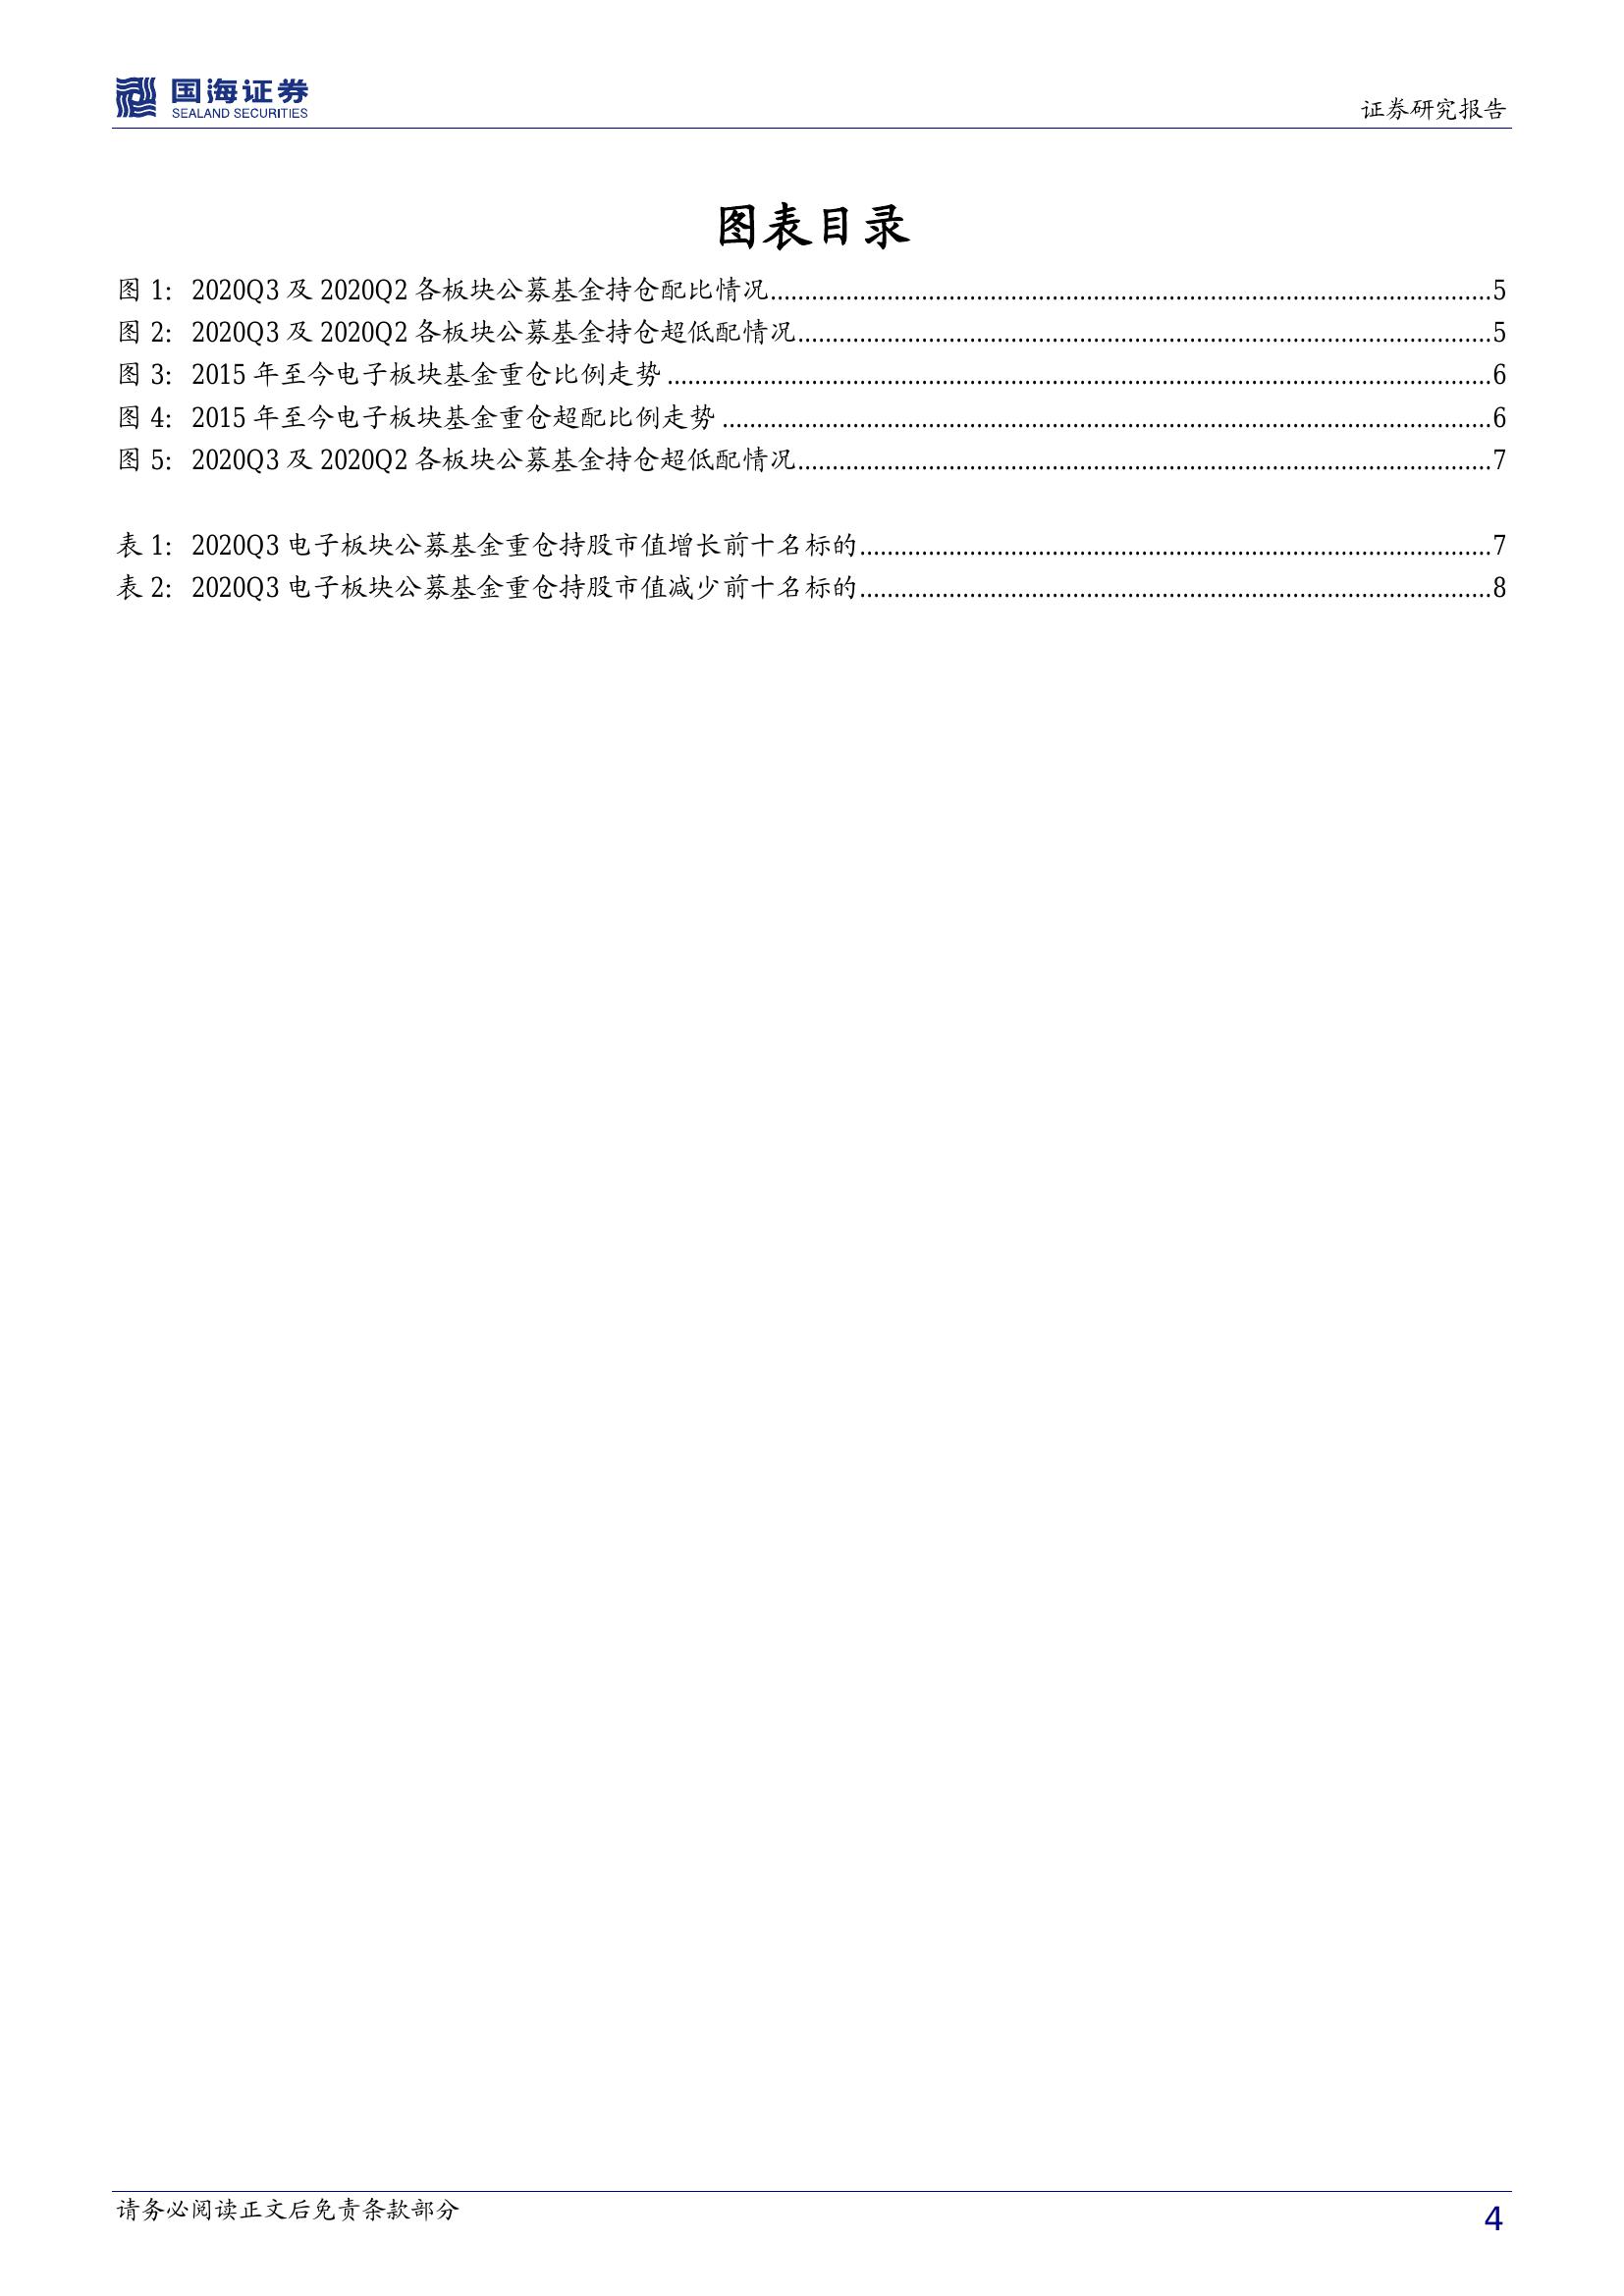 国海证券
SEALAND SECURITIES
证券研究报告
图表目录
图 1: 2020Q3 及 2020Q2 各板块公募基金持仓配比情况........................................5
图 2: 2020Q3 及 2020Q2 各板块公募基金持仓超低配情况........................................5
图 3: 2015 年至今电子板块基金重仓比例走势........................................6
图 4: 2015 年至今电子板块基金重仓超配比例走势........................................6
图 5: 2020Q3 及 2020Q2 各板块公募基金持仓超低配情况........................................7
表 1: 2020Q3 电子板块公募基金重仓持股市值增长前十名标的........................................7
表 2: 2020Q3 电子板块公募基金重仓持股市值减少前十名标的........................................8
请务必阅读正文后免责条款部分
4